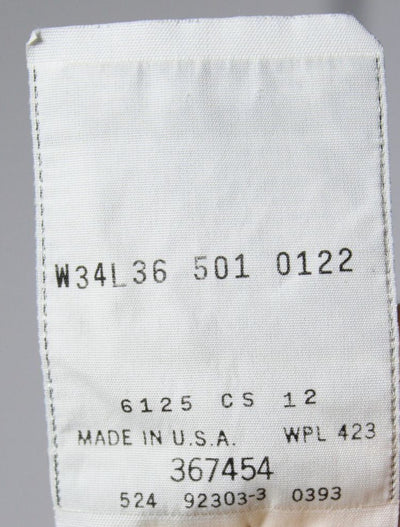 W34L36 501 0122
6125 CS 12
MADE IN U.S.A. WPL 423
367454
524 92303-3 0393